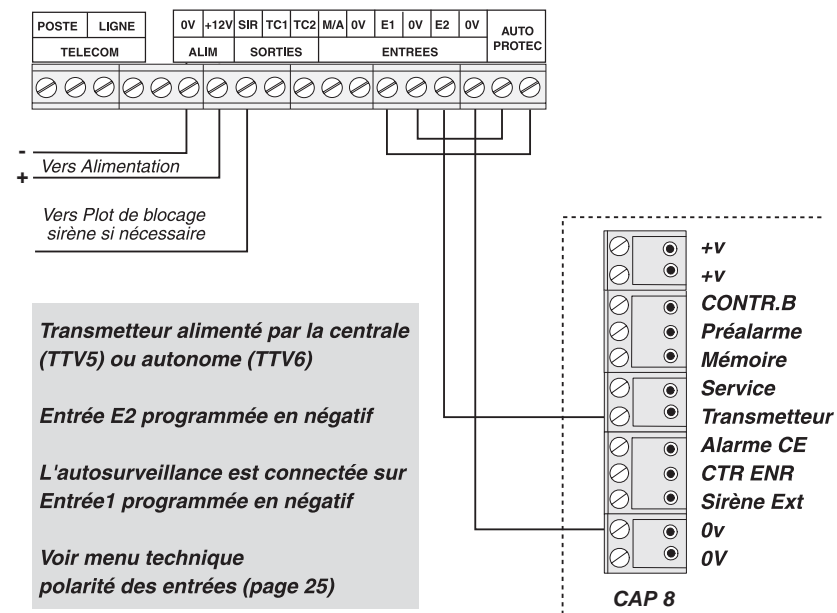 POSTE LIGNE 0V +12V SIR TC1 TC2 M/A 0V E1 0V E2 0V AUTO
TELECOM ALIM SORTIES ENTREES PROTEC
-
Vers Alimentation
+
Vers Plot de blocage
sirène si nécessaire
Transmetteur alimenté par la centrale
(TTV5) ou autonome (TTV6)
Entrée E2 programmée en négatif
L'autosurveillance est connectée sur
Entrée1 programmée en négatif
Voir menu technique
polarité des entrées (page 25)
+v
+v
CONTR.B
Préalarme
Mémoire
Service
Transmetteur
Alarme CE
CTR ENR
Sirène Ext
0v
0V
CAP 8